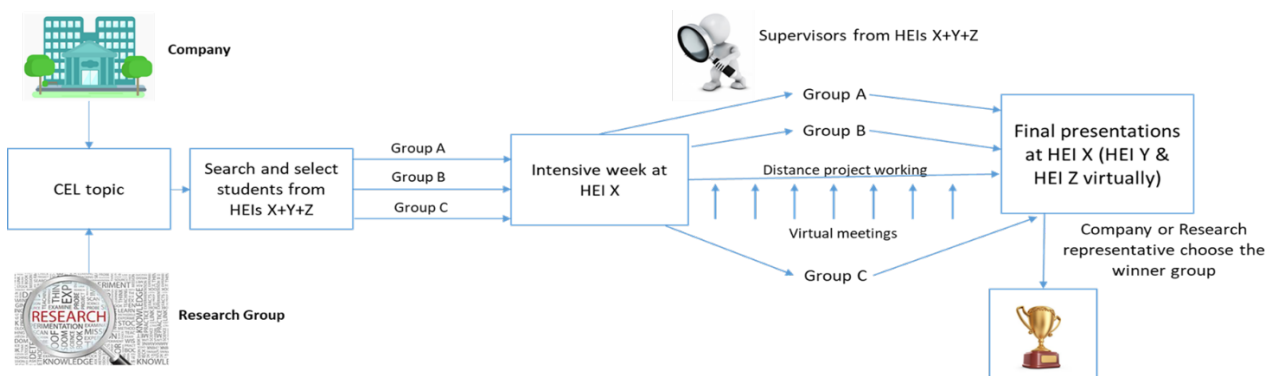 Company
Supervisors from HEIs X+Y+Z
CEL topic
Search and select
students from
HEIs X+Y+Z
Group A
Group B
Group C
Intensive week at
HEI X
Group A
Group B
Distance project working
Virtual meetings
Group C
Final presentations
at HEI X (HEI Y &
HEI Z virtually)
Company or Research
representative choose the
winner group
RESEARCH
KNOWLEDGE
Research Group